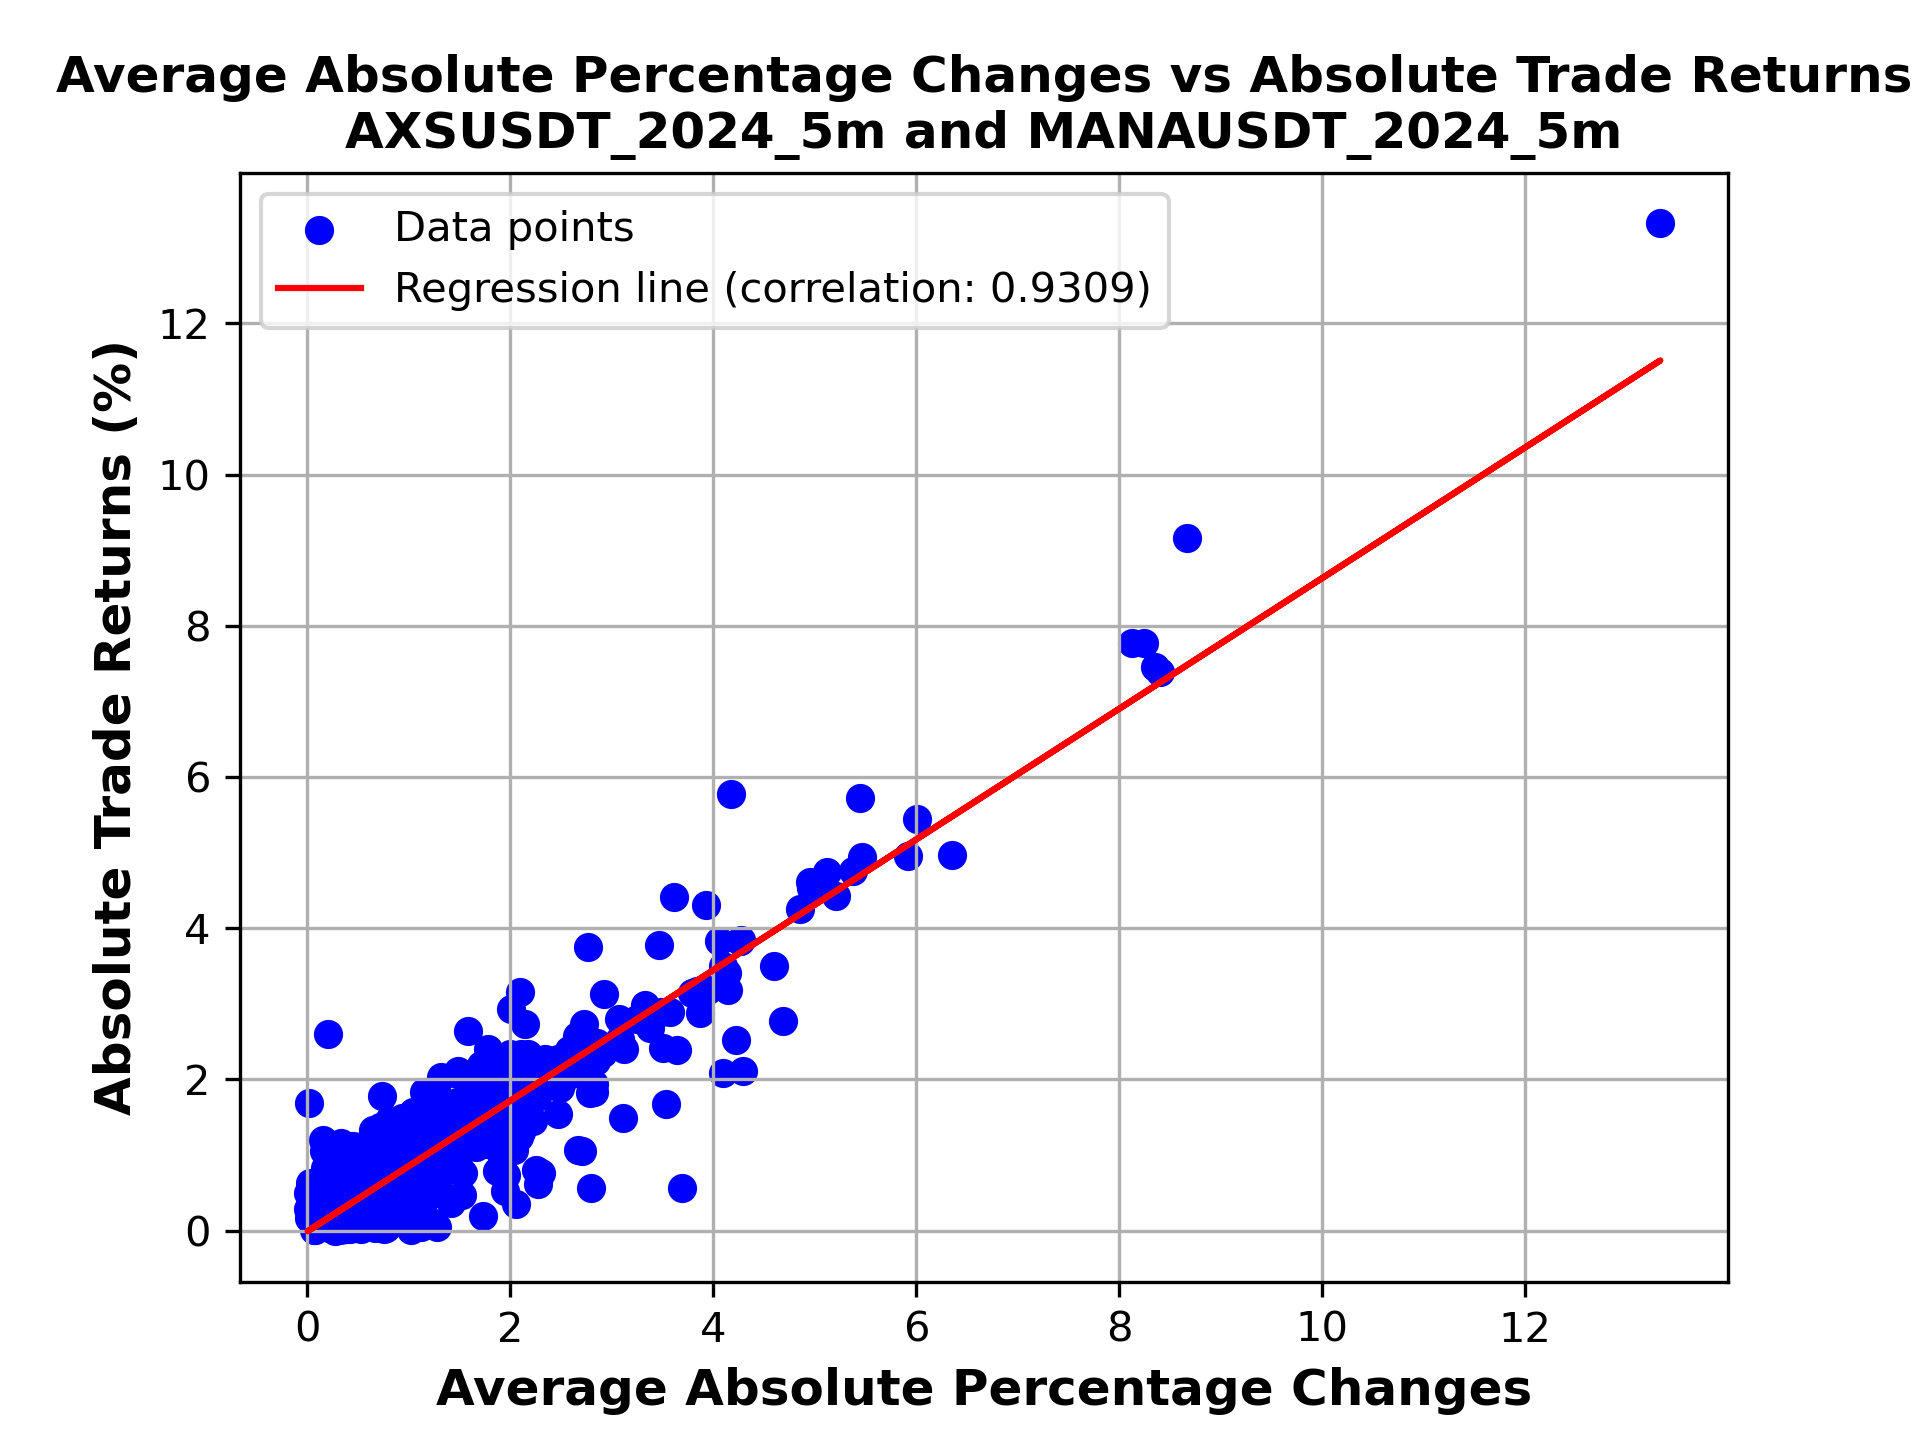 Average Absolute Percentage Changes vs Absolute Trade Returns
AXSUSDT_2024_5m and MANAUSDT_2024_5m
Data points
Regression line (correlation: 0.9309)
Absolute Trade Returns (%)
12
10
8
6
4
2
0
0 2 4 6 8 10 12
Average Absolute Percentage Changes